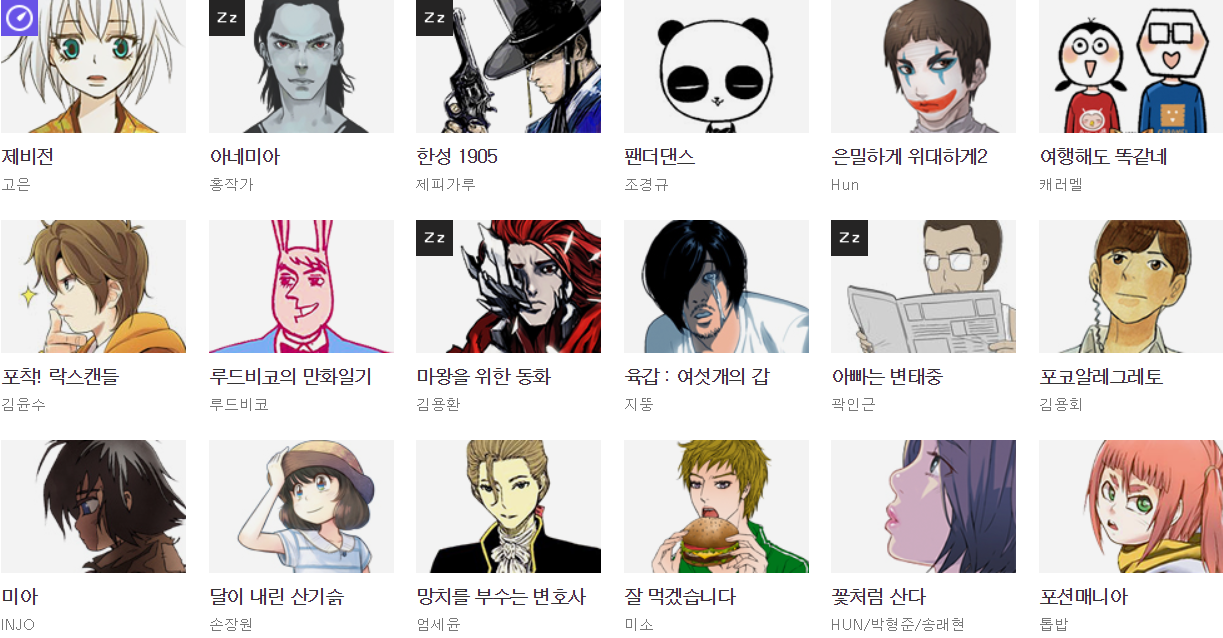 Zz
Zz
제비전
아네미아
한성 1905
팬더댄스
은밀하게 위대하게2
여행해도 똑같네
고은
홍작가
제피가루
조경규
Hun
캐러멜
Zz
Zz
포착! 락스캔들
루드비코의 만화일기
마왕을 위한 동화
육갑 : 여섯개의 갑
아빠는 변태중
포코알레그레토
김윤수
루드비코
김용환
지뚱
곽인근
김용회
미아
달이 내린 산기슭
망치를 부수는 변호사
잘 먹겠습니다
꽃처럼 산다
포션매니아
INJO
손장원
엄세윤
미소
HUN/박형준/송래현
톱밥